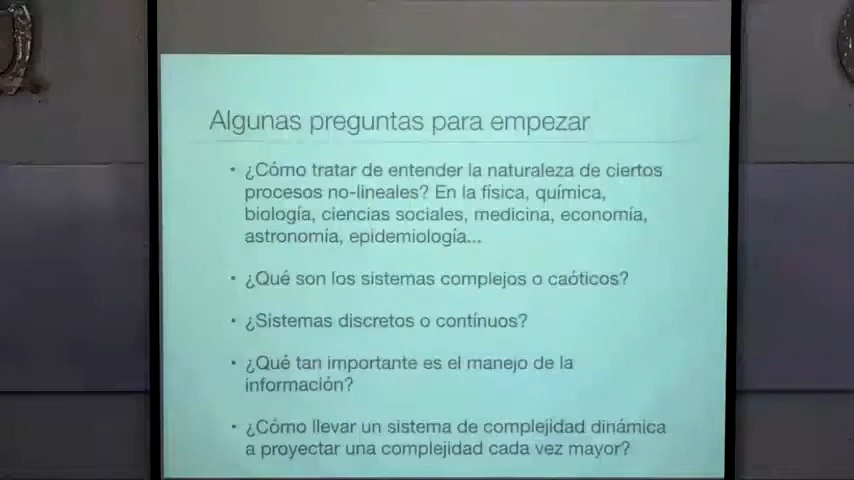 Algunas preguntas para empezar
• ¿Cómo tratar de entender la naturaleza de ciertos
procesos no-lineales? En la física, química,
biología, ciencias sociales, medicina, economía,
astronomía, epidemiología...
• ¿Qué son los sistemas complejos o caóticos?
• ¿Sistemas discretos o contínuos?
• ¿Qué tan importante es el manejo de la
información?
• ¿Cómo llevar un sistema de complejidad dinámica
a proyectar una complejidad cada vez mayor?